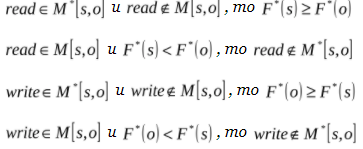 read ∈ M*[s,o] и read ∉ M[s,o] , то F*(s) ≥ F*(o)
read ∈ M[s,o] и F*(s) < F*(o) , то read ∉ M*[s,o]
write ∈ M*[s,o] и write ∉ M[s,o] , то F*(o) ≥ F*(s)
write ∈ M[s,o] и F*(o) < F*(s) , то write ∉ M*[s,o]